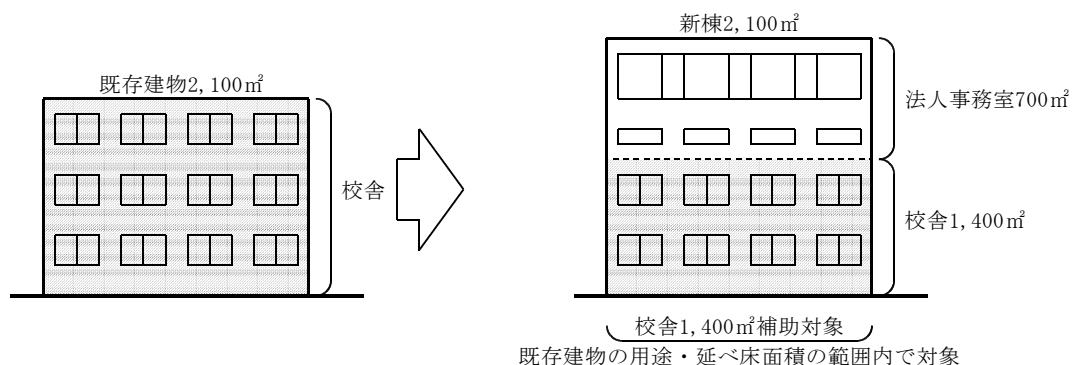 既存建物2,100㎡
校舎
新棟2,100㎡
法人事務室700㎡
校舎1,400㎡
校舎1,400㎡補助対象
既存建物の用途・延べ床面積の範囲内で対象